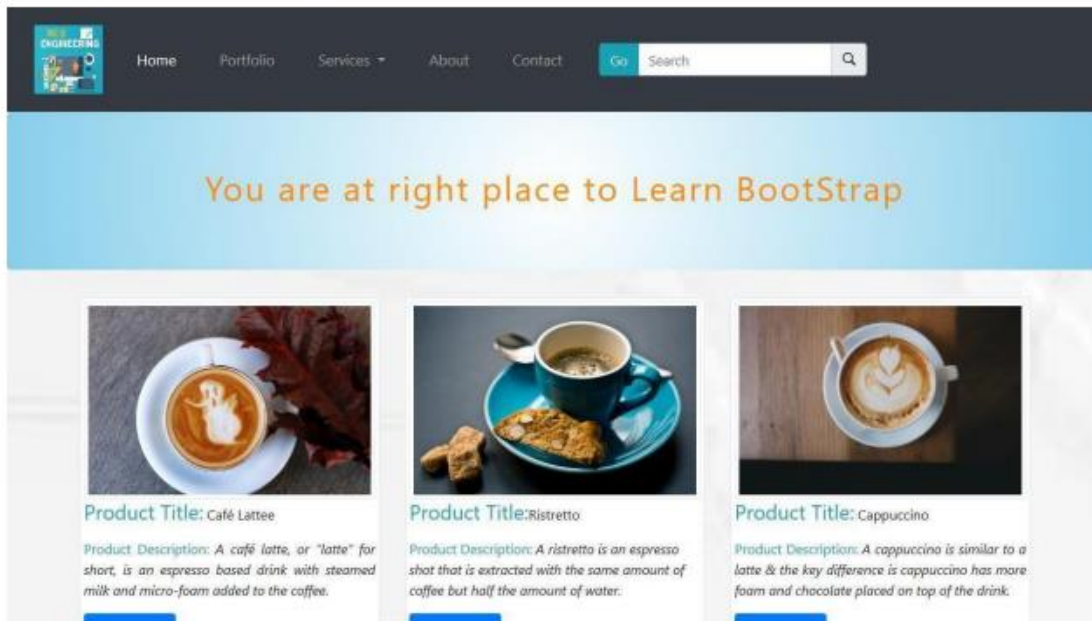 WEB
ENGINEERING
Home Portfolio Services About Contact Go Search
You are at right place to Learn BootStrap
Product Title: Café Lattee
Product Description: A café latte, or "latte" for
short, is an espresso based drink with steamed
milk and micro-foam added to the coffee.
Product Title:Ristretto
Product Description: A ristretto is an espresso
shot that is extracted with the same amount of
coffee but half the amount of water.
Product Title: Cappuccino
Product Description: A cappuccino is similar to a
latte & the key difference is cappuccino has more
foam and chocolate placed on top of the drink.